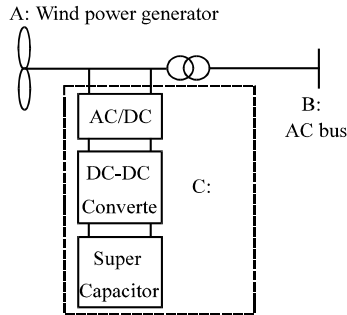 A: Wind power generator
B:
AC bus
AC/DC
DC-DC
Converte
C:
Super
Capacitor